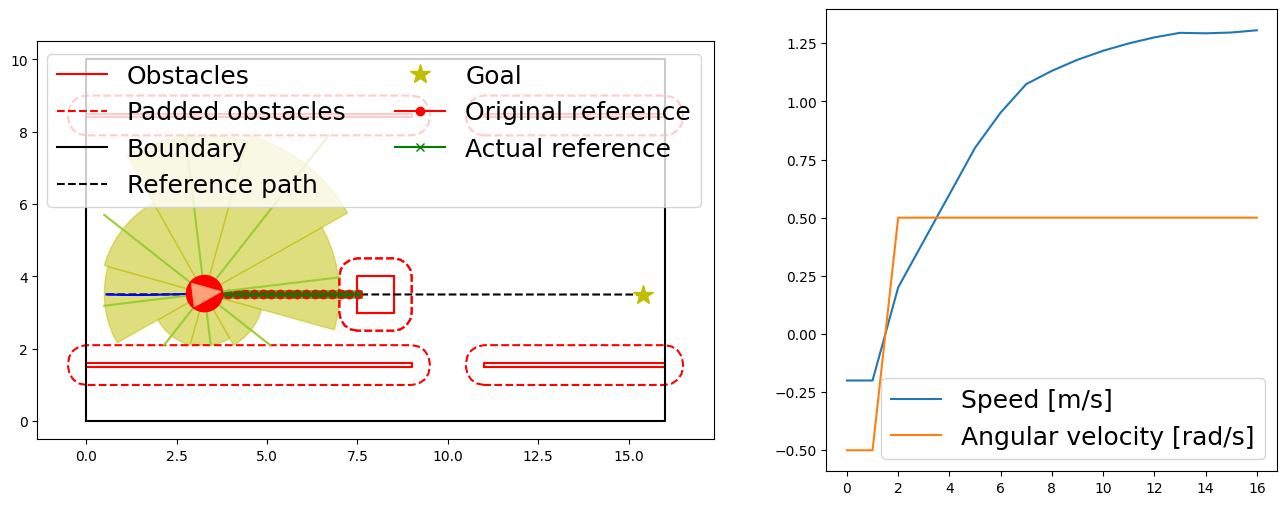 Obstacles
Padded obstacles
Boundary
Reference path
Goal
Original reference
Actual reference
10
8
6
4
2
0
0.0 2.5 5.0 7.5 10.0 12.5 15.0
1.25
1.00
0.75
0.50
0.25
0.00
−0.25
−0.50
Speed [m/s]
Angular velocity [rad/s]
0 2 4 6 8 10 12 14 16